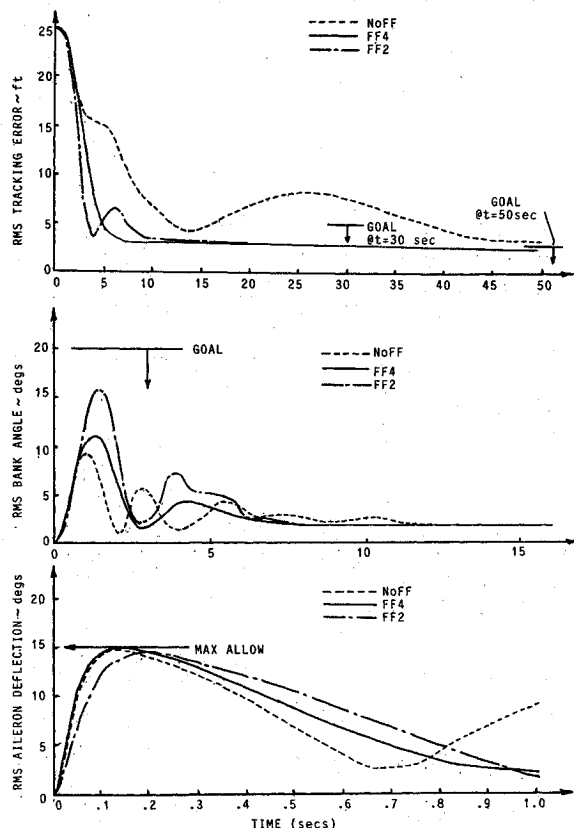 RMS TRACKING ERROR ~ ft
25
20
15
10
5
0
NoFF
FF4
FF2
GOAL
@t=30 sec
GOAL
@t=50sec
0 5 10 15 20 25 30 35 40 45 50
RMS BANK ANGLE ~ degs
20
15
10
5
0
GOAL
NoFF
FF4
FF2
0 5 10 15
RMS AILERON DEFLECTION ~ degs
20
15
10
5
0
NoFF
FF4
FF2
MAX ALLOW
0 .1 .2 .3 .4 .5 .6 .7 .8 .9 1.0
TIME (secs)